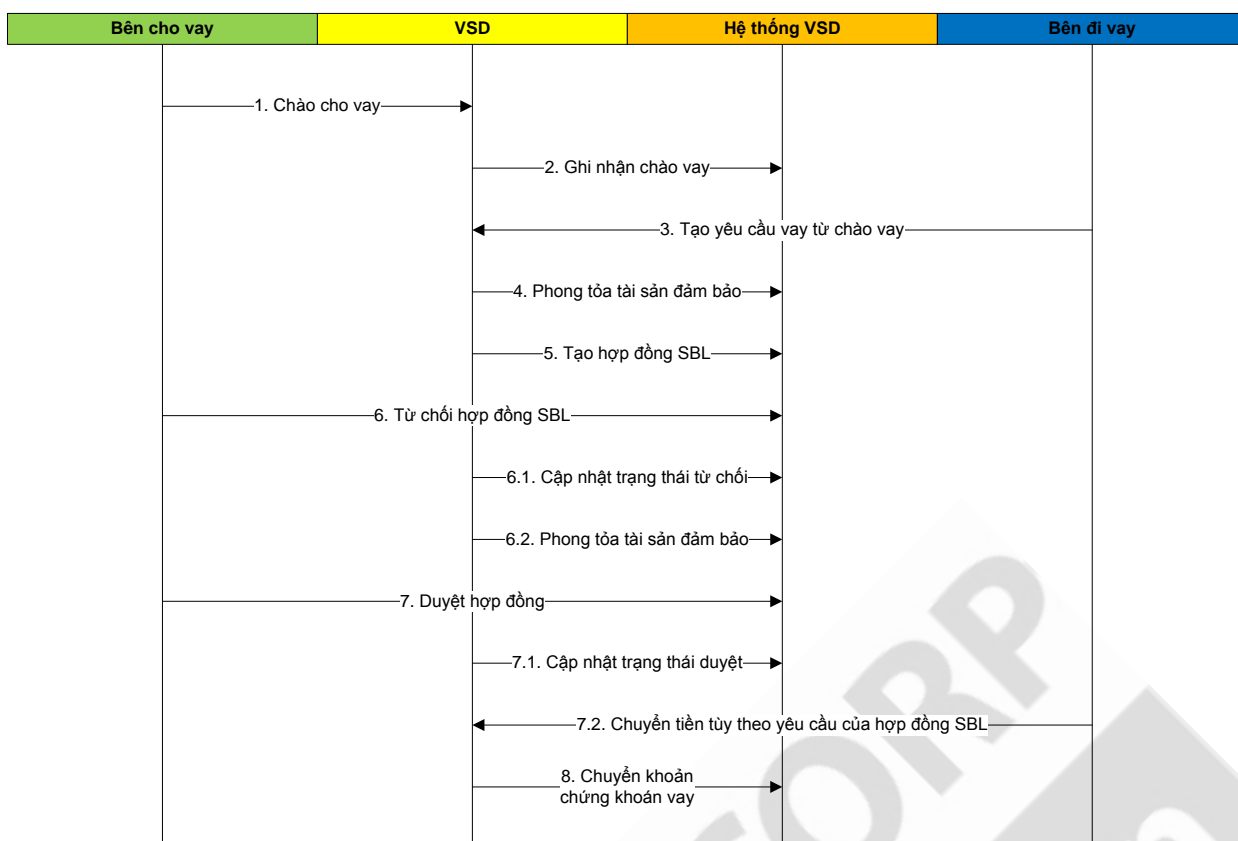 Bên cho vay
VSD
Hệ thống VSD
Bên đi vay
1. Chào cho vay
2. Ghi nhận chào vay
3. Tạo yêu cầu vay từ chào vay
4. Phong tỏa tài sản đảm bảo
5. Tạo hợp đồng SBL
6. Từ chối hợp đồng SBL
6.1. Cập nhật trạng thái từ chối
6.2. Phong tỏa tài sản đảm bảo
7. Duyệt hợp đồng
7.1. Cập nhật trạng thái duyệt
7.2. Chuyển tiền tùy theo yêu cầu của hợp đồng SBL
8. Chuyển khoản
chứng khoán vay
ORP